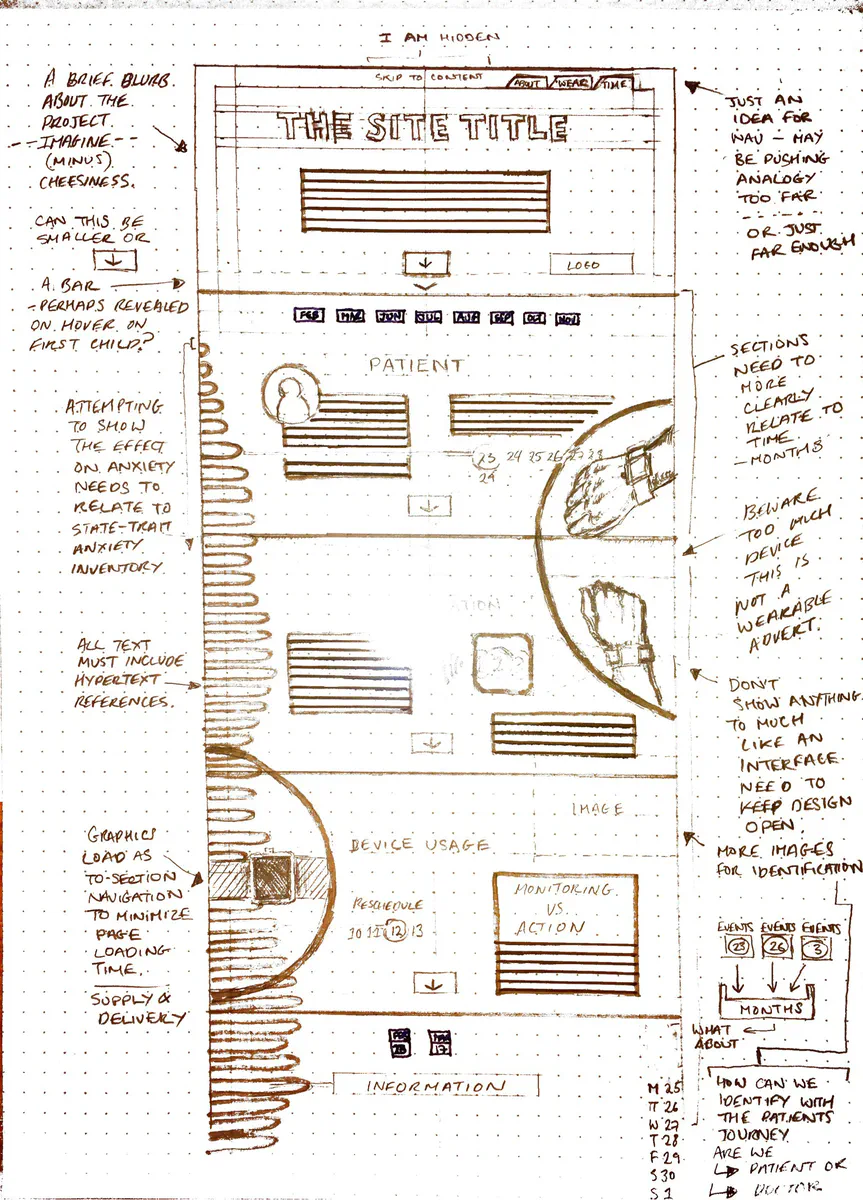 I AM HIDDEN
SKIP TO CONTENT
ABOUT WEAR TIME
THE SITE TITLE
LOGO
A BRIEF BLURB
ABOUT THE
PROJECT.
IMAGINE
(MINUS)
CHEESINESS.
CAN THIS BE
SMALLER OR
A BAR
- PERHAPS REVEALED
ON HOVER ON
FIRST CHILD?
JUST AN
IDEA FOR
NAV - MAY
BE PUSHING
ANALOGY
TOO FAR
OR JUST
FAR ENOUGH
FEB MAR JUN JUL AUG SEP OCT NOV
PATIENT
23 24 25 26 27 28
24
ATTEMPTING
TO SHOW
THE EFFECT
ON ANXIETY
NEEDS TO
RELATE TO
STATE-TRAIT
ANXIETY
INVENTORY
SECTIONS
NEED TO
MORE
CLEARLY
RELATE TO
TIME
- MONTHS
BEWARE
TOO MUCH
DEVICE
THIS IS
NOT A
WEARABLE
ADVERT.
ALL TEXT
MUST INCLUDE
HYPERTEXT
REFERENCES.
DON'T
SHOW ANYTHING
TO MUCH
LIKE AN
INTERFACE
NEED TO
KEEP DESIGN
OPEN
IMAGE
DEVICE USAGE
RESCHEDULE
10 11 12 13
MONITORING
VS.
ACTION
GRAPHICS
LOAD AS
TO-SECTION
NAVIGATION
TO MINIMIZE
PAGE
LOADING
TIME.
SUPPLY &
DELIVERY
MORE IMAGES
FOR IDENTIFICATION
EVENTS EVENTS EVENTS
23 26 3
MONTHS
WHAT
ABOUT
INFORMATION
M 25
T 26
W 27
T 28
F 29
S 30
S 1
HOW CAN WE
IDENTIFY WITH
THE PATIENTS
JOURNEY
ARE WE
PATIENT OR
DOCTOR